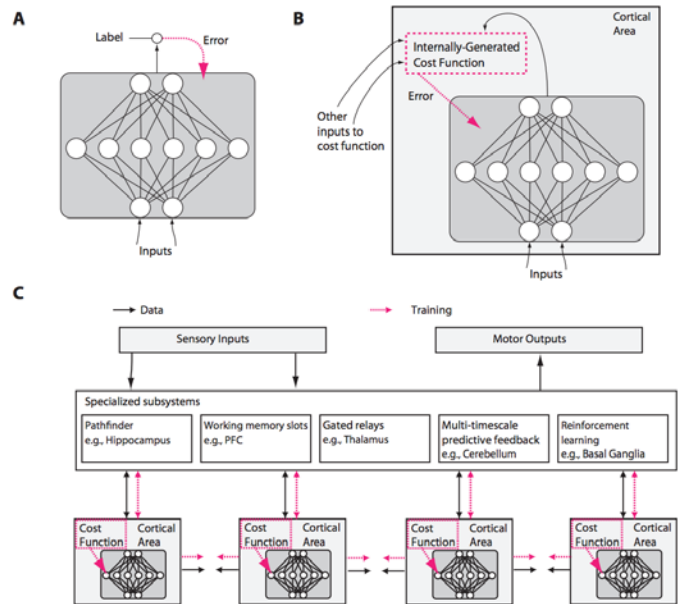 A
Label
Error
Inputs
B
Cortical
Area
Internally-Generated
Cost Function
Error
Other
inputs to
cost function
Inputs
C
Data
Training
Sensory Inputs
Motor Outputs
Specialized subsystems
Pathfinder
e.g., Hippocampus
Working memory slots
e.g., PFC
Gated relays
e.g., Thalamus
Multi-timescale
predictive feedback
e.g., Cerebellum
Reinforcement
learning
e.g., Basal Ganglia
Cost
Function
Cortical
Area
Cost
Function
Cortical
Area
Cost
Function
Cortical
Area
Cost
Function
Cortical
Area